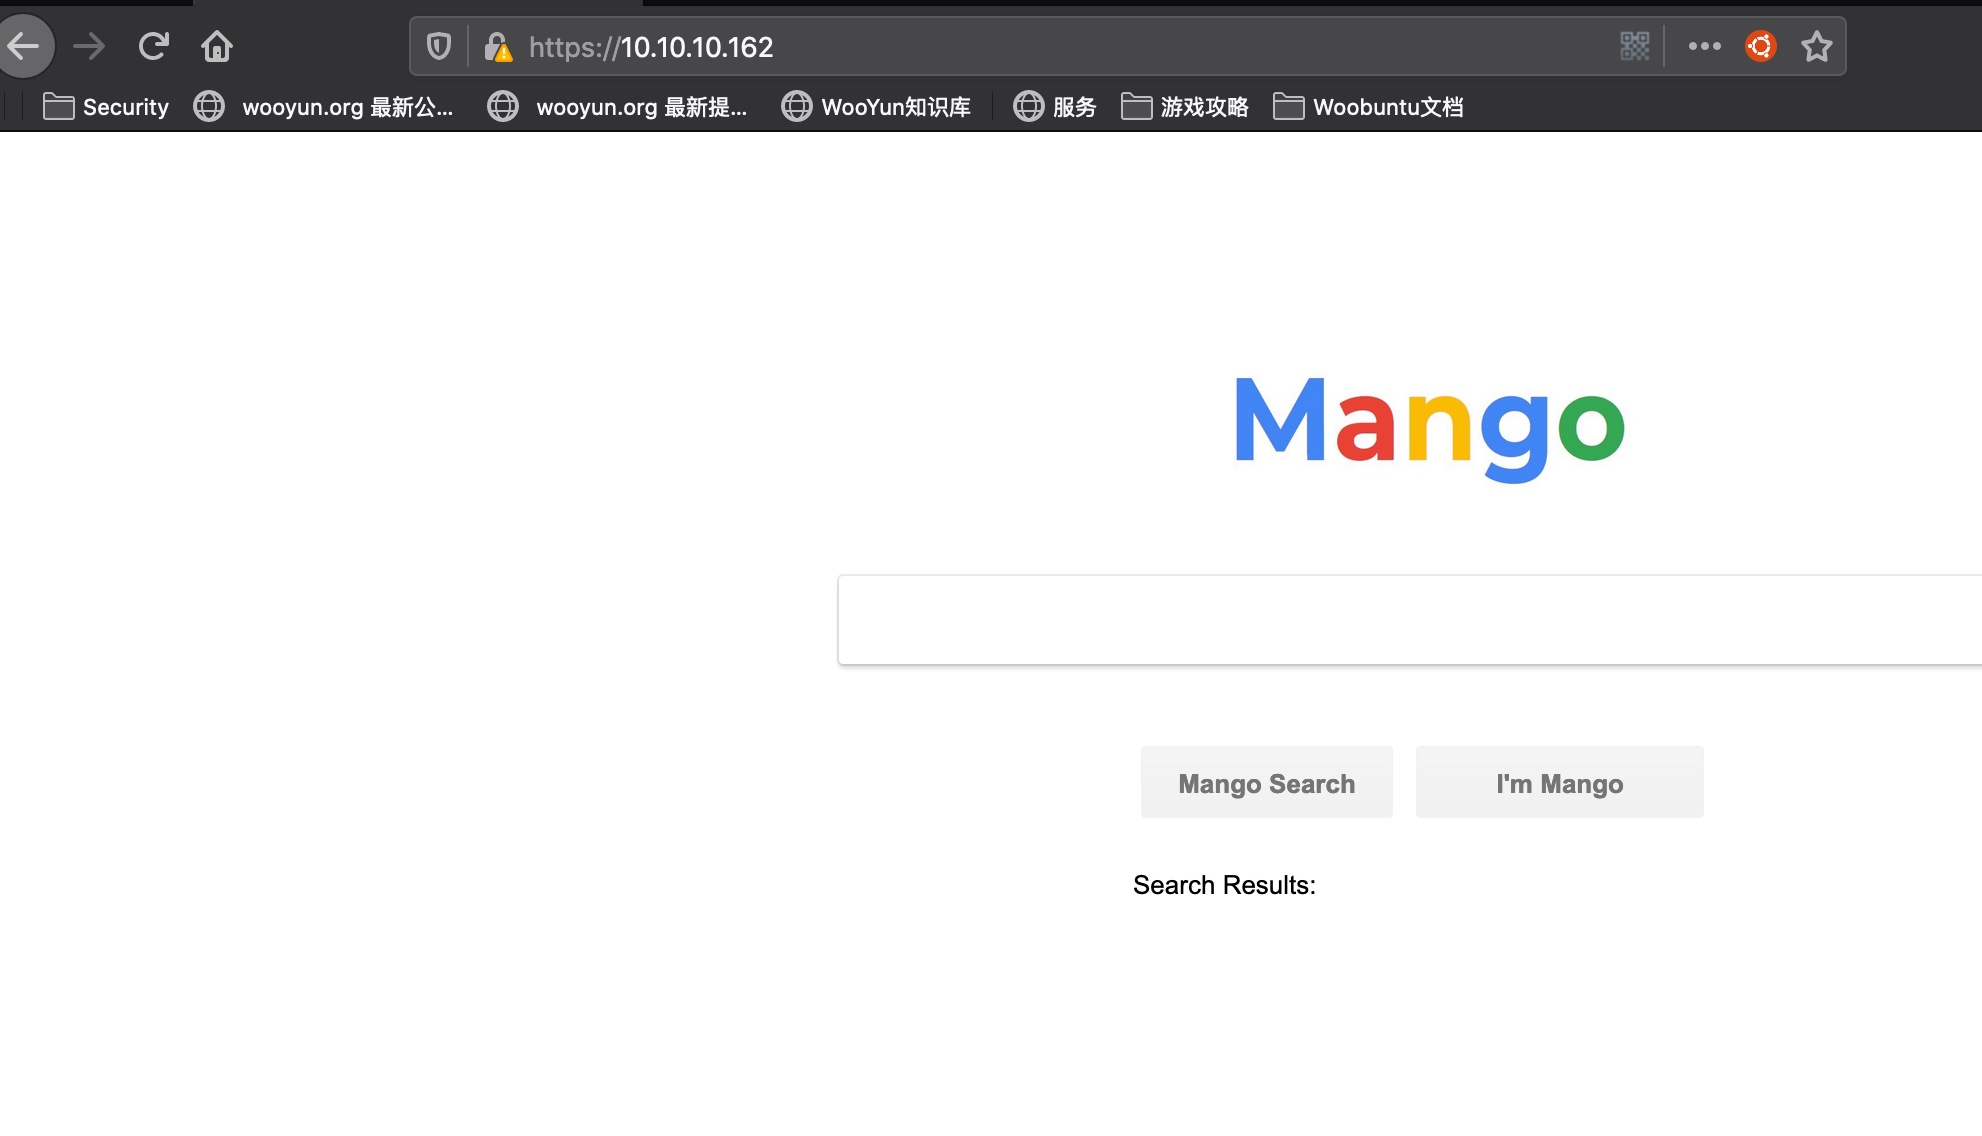 https://10.10.10.162
Security wooyun.org 最新公... wooyun.org 最新提... WooYun知识库 服务 游戏攻略 Woobuntu文档
Mango
Mango Search I'm Mango
Search Results: